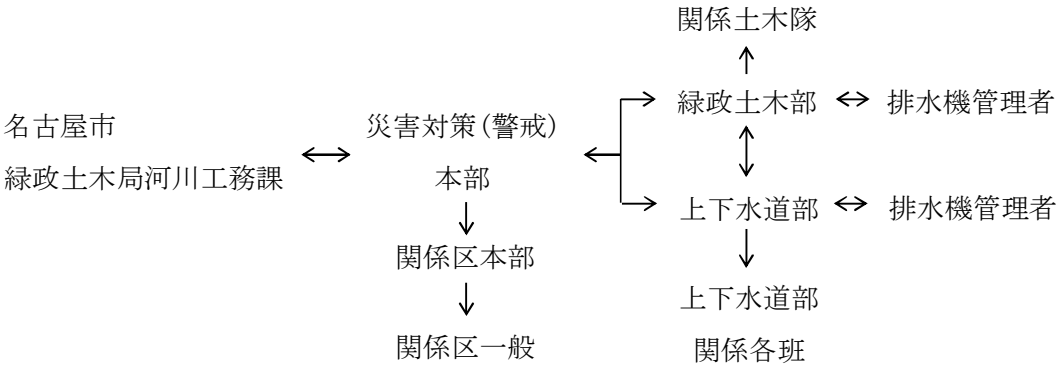 関係土木隊
緑政土木部
排水機管理者
名古屋市
緑政土木局河川工務課
災害対策(警戒)
本部
上下水道部
排水機管理者
関係区本部
上下水道部
関係各班
関係区一般